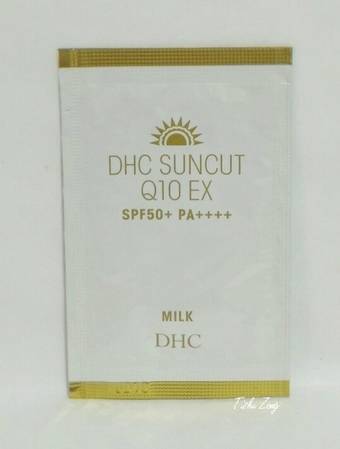 DHC SUNCUT
Q10 EX
SPF50+ PA++++
MILK
DHC